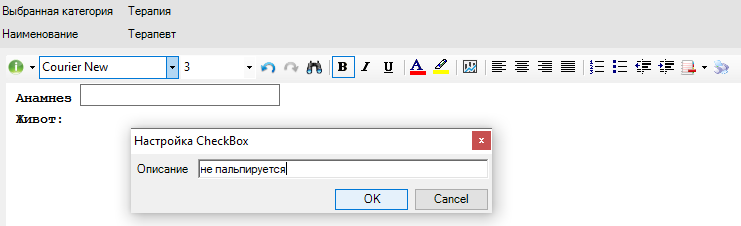 Выбранная категория Терапия
Наименование Терапевт
Courier New 3 B I U A
Анамнез
Живот:
Настройка CheckBox x
Описание не пальпируется
OK Cancel